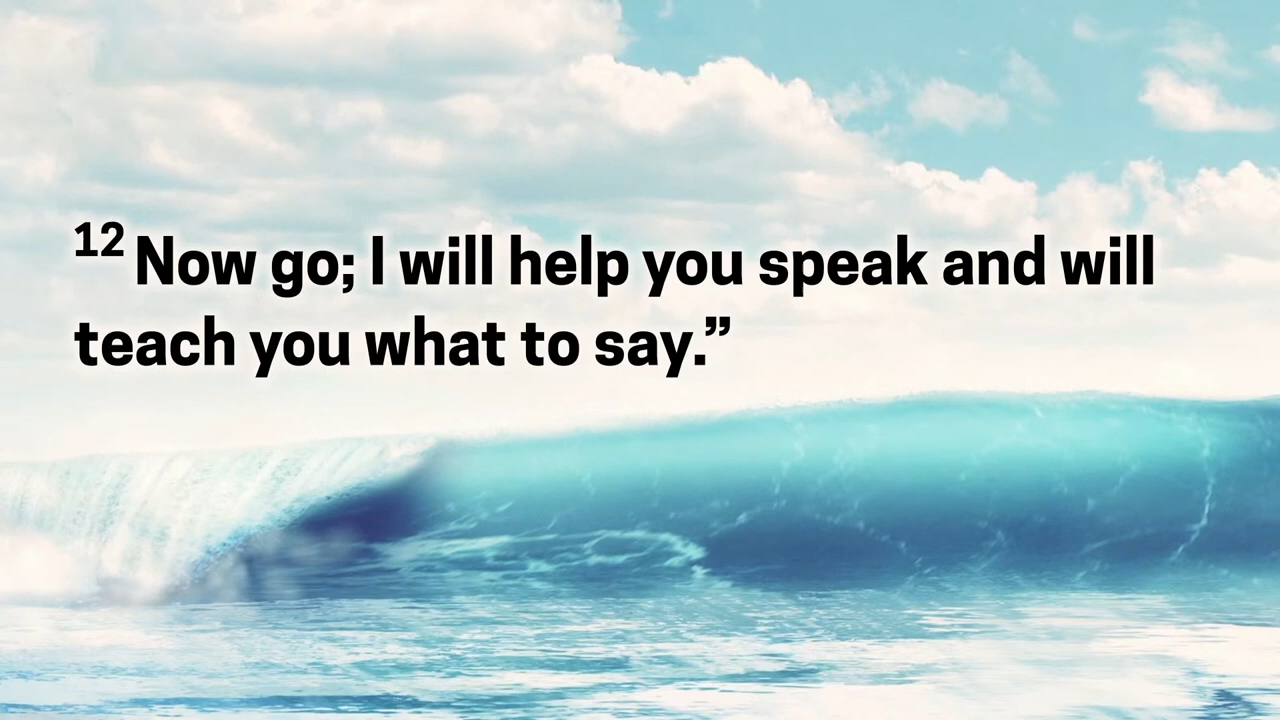 12 Now go; I will help you speak and will
teach you what to say.”